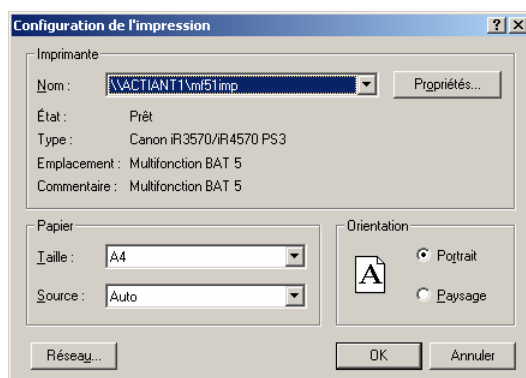 Configuration de l'impression
Imprimante
Nom : \\ACTIANT1\mf51imp Propriétés...
État : Prêt
Type : Canon iR3570/iR4570 PS3
Emplacement : Multifonction BAT 5
Commentaire : Multifonction BAT 5
Papier Orientation
Taille : A4 Portrait
A
Source : Auto Paysage
Réseau... OK Annuler